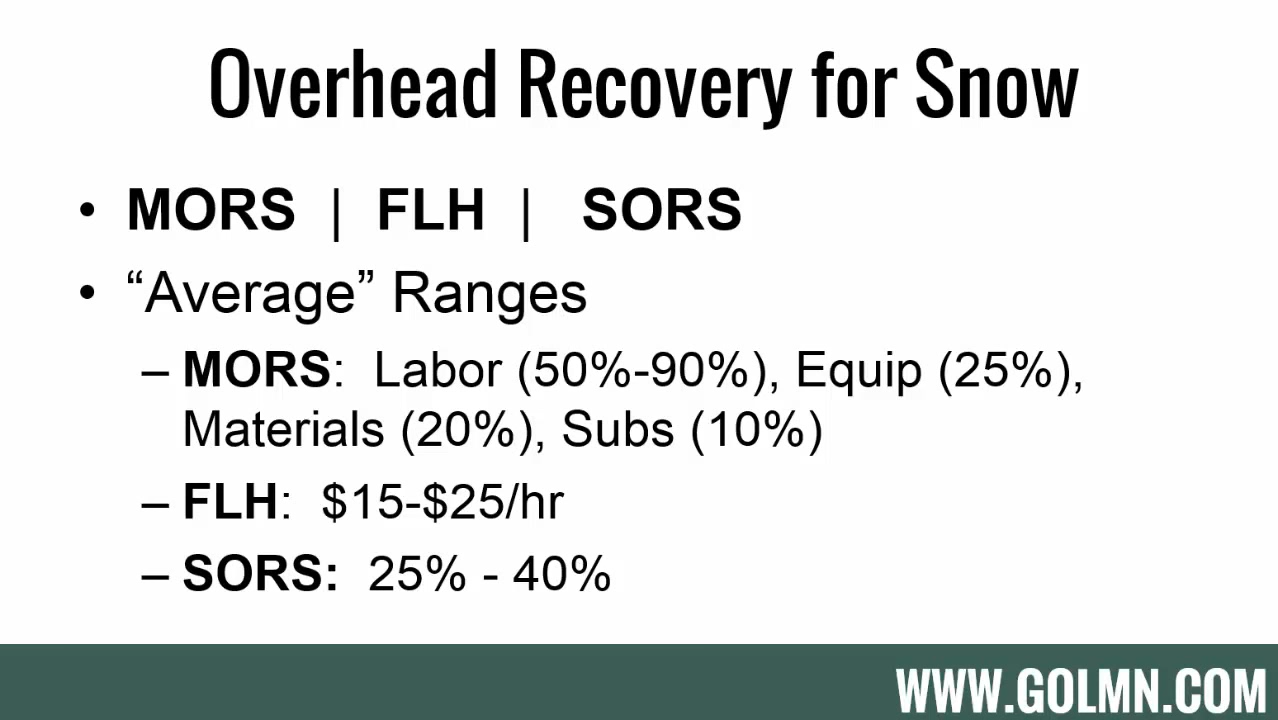 Overhead Recovery for Snow
• MORS | FLH | SORS
• “Average” Ranges
– MORS: Labor (50%-90%), Equip (25%),
Materials (20%), Subs (10%)
– FLH: $15-$25/hr
– SORS: 25% - 40%
WWW.GOLMN.COM